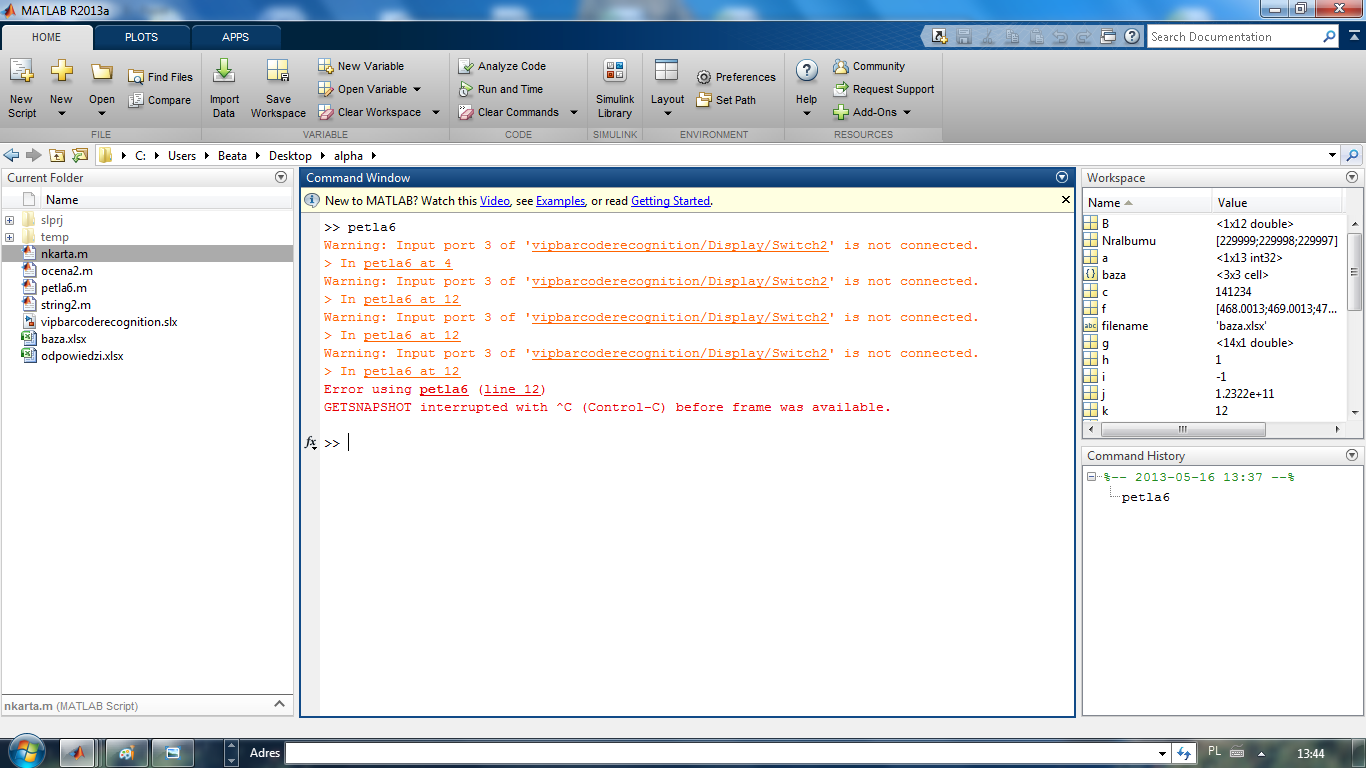 MATLAB R2013a
HOME PLOTS APPS
Search Documentation
New Script
New
Open
Find Files
Compare
FILE
Import Data
Save Workspace
New Variable
Open Variable
Clear Workspace
VARIABLE
Analyze Code
Run and Time
Clear Commands
CODE
Simulink Library
SIMULINK
Layout
Preferences
Set Path
ENVIRONMENT
Help
Community
Request Support
Add-Ons
RESOURCES
C: Users Beata Desktop alpha
Current Folder
Name
slprj
temp
nkarta.m
ocena2.m
petla6.m
string2.m
vipbarcoderecognition.slx
baza.xlsx
odpowiedzi.xlsx
nkarta.m (MATLAB Script)
Command Window
New to MATLAB? Watch this Video, see Examples, or read Getting Started.
>> petla6
Warning: Input port 3 of 'vipbarcoderecognition/Display/Switch2' is not connected.
> In petla6 at 4
Warning: Input port 3 of 'vipbarcoderecognition/Display/Switch2' is not connected.
> In petla6 at 12
Warning: Input port 3 of 'vipbarcoderecognition/Display/Switch2' is not connected.
> In petla6 at 12
Warning: Input port 3 of 'vipbarcoderecognition/Display/Switch2' is not connected.
> In petla6 at 12
Error using petla6 (line 12)
GETSNAPSHOT interrupted with ^C (Control-C) before frame was available.
fx >>
Workspace
Name Value
B <1x12 double>
Nralbumu [229999;229998;229997]
a <1x13 int32>
baza <3x3 cell>
c 141234
f [468.0013;469.0013;47...
abc filename 'baza.xlsx'
g <14x1 double>
h 1
i -1
j 1.2322e+11
k 12
Command History
%-- 2013-05-16 13:37 --%
petla6
Adres
PL
13:44